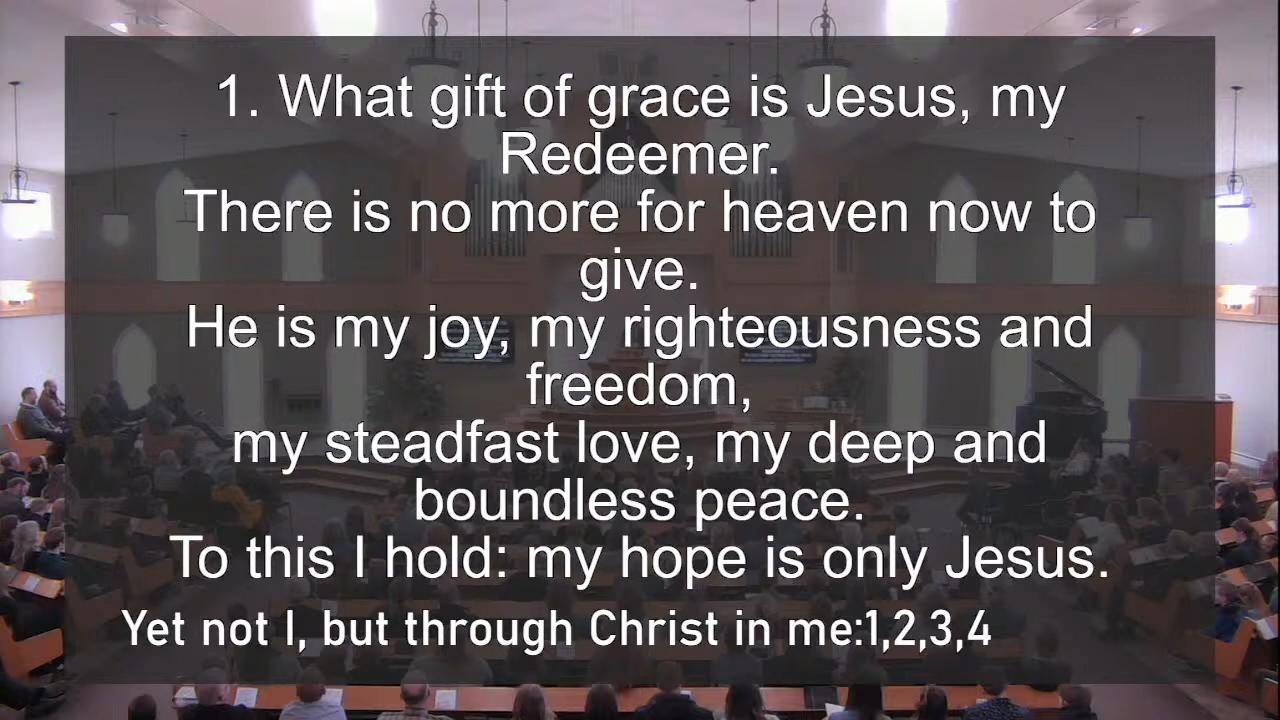 1. What gift of grace is Jesus, my
Redeemer.
There is no more for heaven now to
give.
He is my joy, my righteousness and
freedom,
my steadfast love, my deep and
boundless peace.
To this I hold: my hope is only Jesus.
Yet not I, but through Christ in me:1,2,3,4